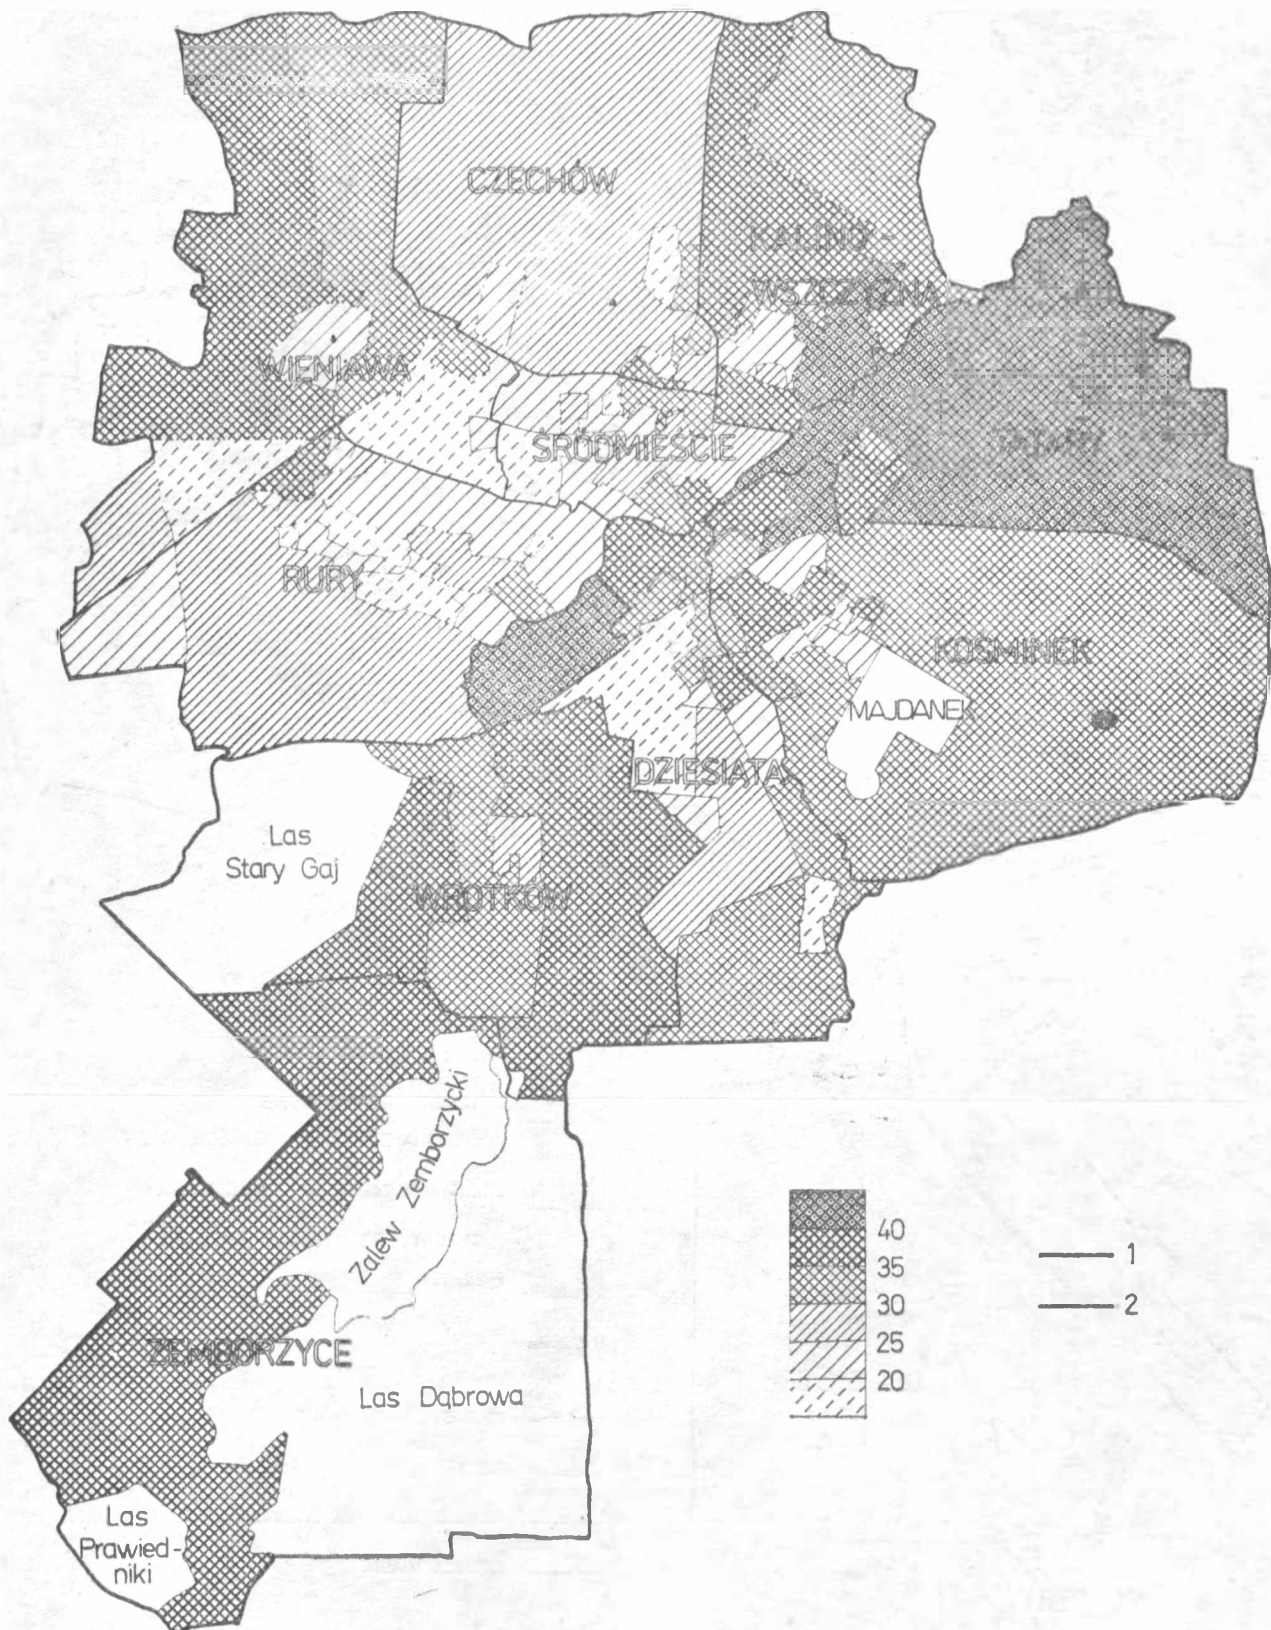 CZECHÓW
KALINO -
WSZCZYZNA
WIENIAWA
ŚRÓDMIEŚCIE
RURY
KOŚMINEK
MAJDANEK
DZIESIĄTA
Las
Stary Gaj
WROTKÓW
Zalew Zemborzycki
40
35
30
25
20
1
2
ZEMBORZYCE
Las Dąbrowa
Las
Prawied-
niki